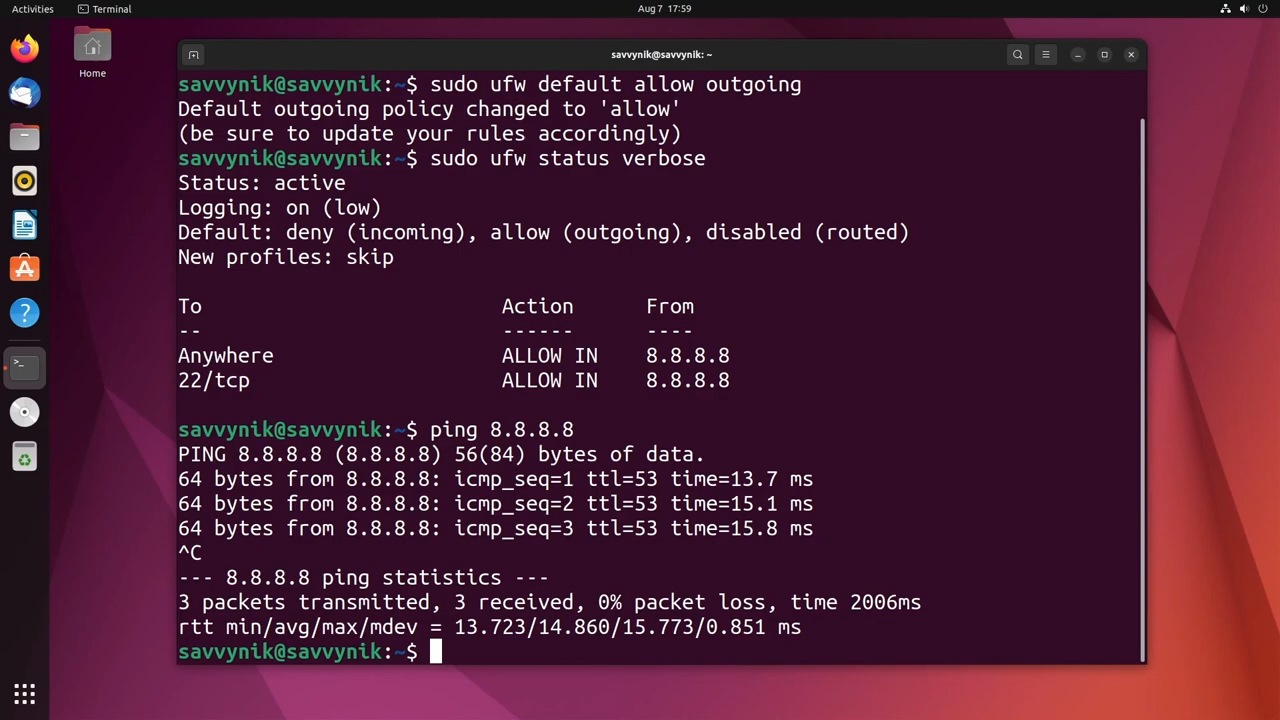 Activities Terminal Aug 7 17:59
Home
savvynik@savvynik: ~
savvynik@savvynik:~$ sudo ufw default allow outgoing
Default outgoing policy changed to 'allow'
(be sure to update your rules accordingly)
savvynik@savvynik:~$ sudo ufw status verbose
Status: active
Logging: on (low)
Default: deny (incoming), allow (outgoing), disabled (routed)
New profiles: skip
To Action From
-- ------ ----
Anywhere ALLOW IN 8.8.8.8
22/tcp ALLOW IN 8.8.8.8
savvynik@savvynik:~$ ping 8.8.8.8
PING 8.8.8.8 (8.8.8.8) 56(84) bytes of data.
64 bytes from 8.8.8.8: icmp_seq=1 ttl=53 time=13.7 ms
64 bytes from 8.8.8.8: icmp_seq=2 ttl=53 time=15.1 ms
64 bytes from 8.8.8.8: icmp_seq=3 ttl=53 time=15.8 ms
^C
--- 8.8.8.8 ping statistics ---
3 packets transmitted, 3 received, 0% packet loss, time 2006ms
rtt min/avg/max/mdev = 13.723/14.860/15.773/0.851 ms
savvynik@savvynik:~$